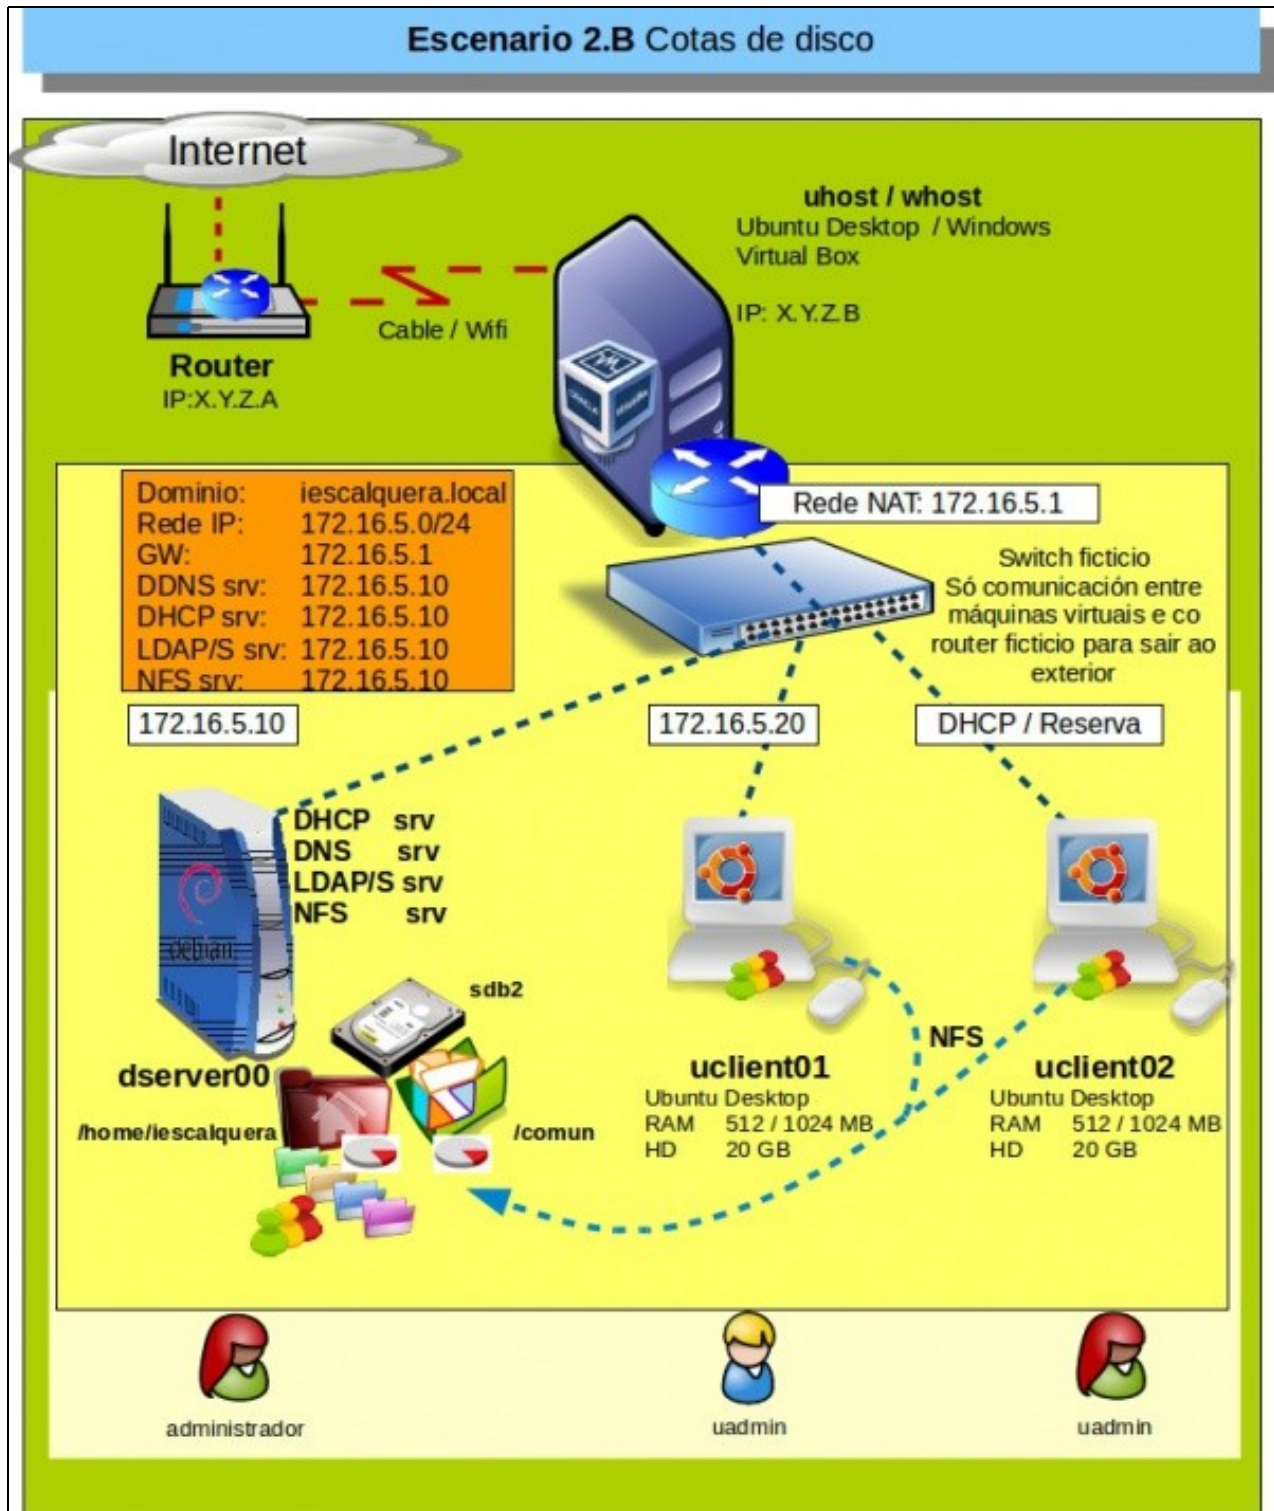 Escenario 2.B Cotas de disco
Internet
uhost / whost
Ubuntu Desktop / Windows
Virtual Box
IP: X.Y.Z.B
Cable / Wifi
Router
IP:X.Y.Z.A
Dominio: iescalquera.local
Rede IP: 172.16.5.0/24
GW: 172.16.5.1
DDNS srv: 172.16.5.10
DHCP srv: 172.16.5.10
LDAP/S srv: 172.16.5.10
NFS srv: 172.16.5.10
Rede NAT: 172.16.5.1
Switch ficticio
Só comunicación entre
máquinas virtuais e co
router ficticio para sair ao
exterior
172.16.5.10
172.16.5.20
DHCP / Reserva
DHCP srv
DNS srv
LDAP/S srv
NFS srv
debian
sdb2
dserver00
/home/iescalquera
/comun
NFS
uclient01
Ubuntu Desktop
RAM 512 / 1024 MB
HD 20 GB
uclient02
Ubuntu Desktop
RAM 512 / 1024 MB
HD 20 GB
administrador
uadmin
uadmin